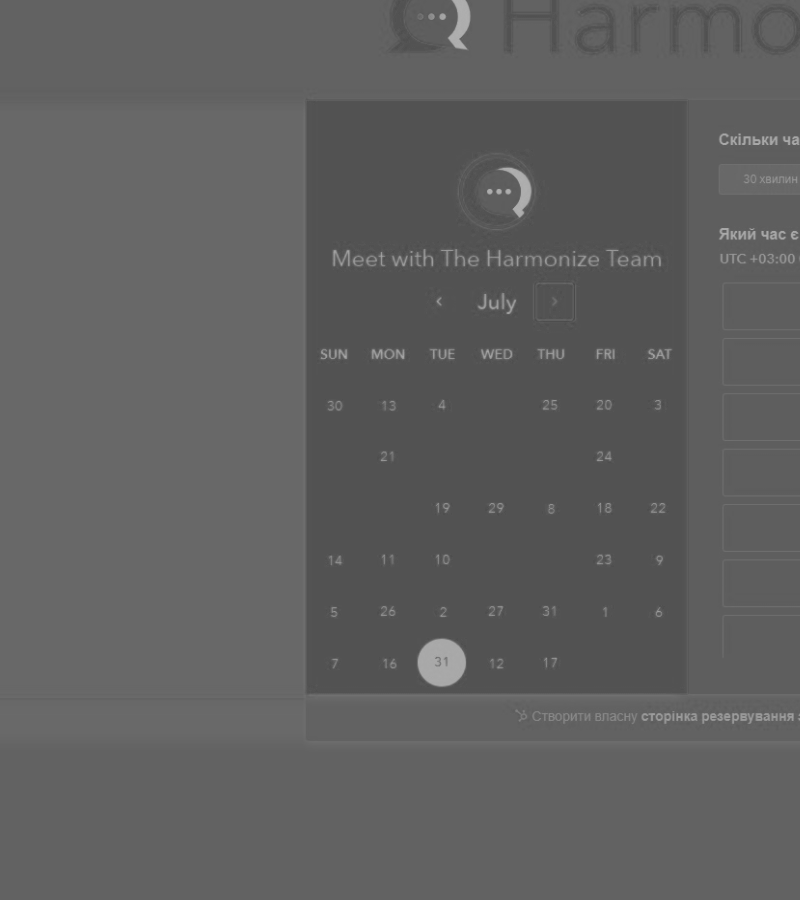 Harmo
Скільки ча
30 хвилин
Meet with The Harmonize Team
Який час є
UTC +03:00
July
SUN MON TUE WED THU FRI SAT
30 13 4 25 20 3
21 24
19 29 8 18 22
14 11 10 23 9
5 26 2 27 31 1 6
7 16 31 12 17
Створити власну сторінка резервування з